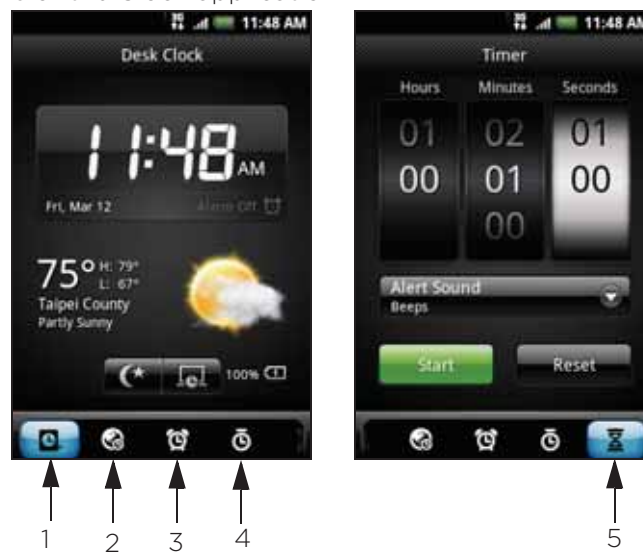 11:48 AM
Desk Clock
11:48 AM
Fri, Mar 12
Alarm Off
75° H: 79°
L: 67°
Taipei County
Partly Sunny
100%
1 2 3 4
3G 11:48 AM
Timer
Hours Minutes Seconds
01 02 01
00 01 00
00
Alert Sound
Beeps
Start Reset
5